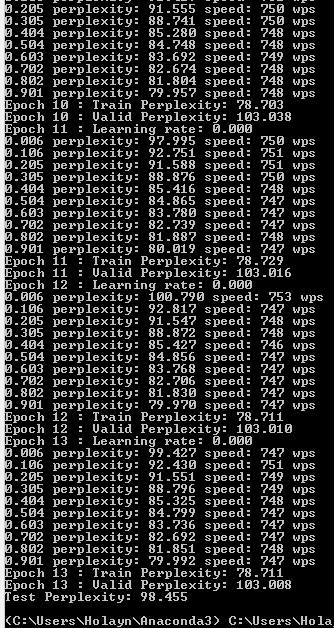 0.205 perplexity: 91.555 speed: 750 wps
0.305 perplexity: 88.741 speed: 750 wps
0.404 perplexity: 85.280 speed: 748 wps
0.504 perplexity: 84.748 speed: 748 wps
0.603 perplexity: 83.692 speed: 749 wps
0.702 perplexity: 82.674 speed: 748 wps
0.802 perplexity: 81.804 speed: 748 wps
0.901 perplexity: 79.957 speed: 748 wps
Epoch 10 : Train Perplexity: 78.703
Epoch 10 : Valid Perplexity: 103.038
Epoch 11 : Learning rate: 0.000
0.006 perplexity: 97.995 speed: 750 wps
0.106 perplexity: 92.751 speed: 751 wps
0.205 perplexity: 91.588 speed: 751 wps
0.305 perplexity: 88.876 speed: 750 wps
0.404 perplexity: 85.416 speed: 748 wps
0.504 perplexity: 84.865 speed: 747 wps
0.603 perplexity: 83.780 speed: 747 wps
0.702 perplexity: 82.739 speed: 747 wps
0.802 perplexity: 81.887 speed: 748 wps
0.901 perplexity: 80.019 speed: 747 wps
Epoch 11 : Train Perplexity: 78.729
Epoch 11 : Valid Perplexity: 103.016
Epoch 12 : Learning rate: 0.000
0.006 perplexity: 100.790 speed: 753 wps
0.106 perplexity: 92.817 speed: 747 wps
0.205 perplexity: 91.547 speed: 748 wps
0.305 perplexity: 88.872 speed: 748 wps
0.404 perplexity: 85.427 speed: 746 wps
0.504 perplexity: 84.856 speed: 747 wps
0.603 perplexity: 83.768 speed: 747 wps
0.702 perplexity: 82.706 speed: 747 wps
0.802 perplexity: 81.830 speed: 747 wps
0.901 perplexity: 79.970 speed: 747 wps
Epoch 12 : Train Perplexity: 78.711
Epoch 12 : Valid Perplexity: 103.010
Epoch 13 : Learning rate: 0.000
0.006 perplexity: 99.427 speed: 747 wps
0.106 perplexity: 92.430 speed: 751 wps
0.205 perplexity: 91.551 speed: 749 wps
0.305 perplexity: 88.796 speed: 749 wps
0.404 perplexity: 85.325 speed: 748 wps
0.504 perplexity: 84.799 speed: 747 wps
0.603 perplexity: 83.736 speed: 747 wps
0.702 perplexity: 82.692 speed: 747 wps
0.802 perplexity: 81.851 speed: 748 wps
0.901 perplexity: 79.992 speed: 747 wps
Epoch 13 : Train Perplexity: 78.711
Epoch 13 : Valid Perplexity: 103.008
Test Perplexity: 98.455
(C:\Users\Holayn\Anaconda3) C:\Users\Hola